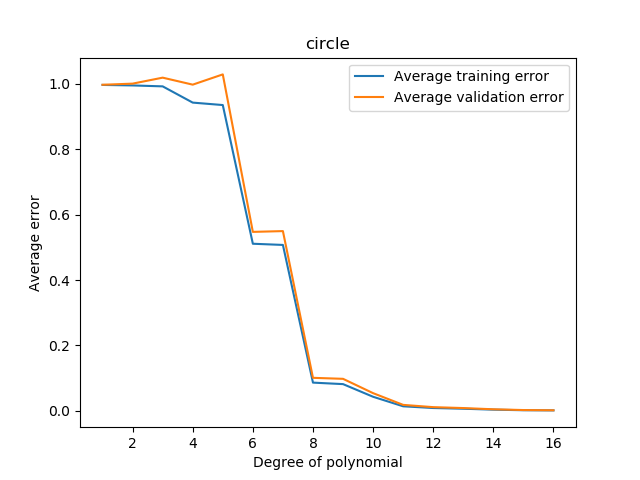 circle
Average training error
Average validation error
1.0
0.8
0.6
0.4
0.2
0.0
Average error
2 4 6 8 10 12 14 16
Degree of polynomial